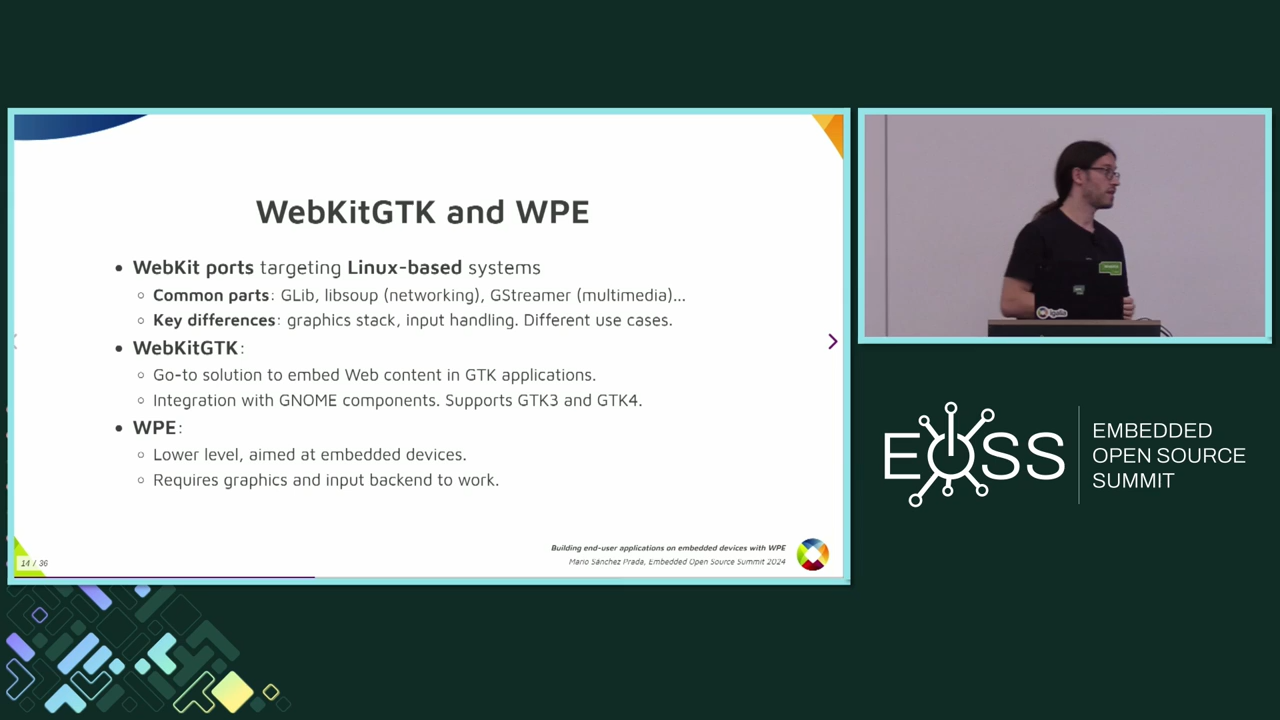 WebKitGTK and WPE
• WebKit ports targeting Linux-based systems
◦ Common parts: GLib, libsoup (networking), GStreamer (multimedia)...
◦ Key differences: graphics stack, input handling. Different use cases.
• WebKitGTK:
◦ Go-to solution to embed Web content in GTK applications.
◦ Integration with GNOME components. Supports GTK3 and GTK4.
• WPE:
◦ Lower level, aimed at embedded devices.
◦ Requires graphics and input backend to work.
Building end-user applications on embedded devices with WPE
Mario Sánchez Prada, Embedded Open Source Summit 2024
14 / 36
EOSS
EMBEDDED
OPEN SOURCE
SUMMIT